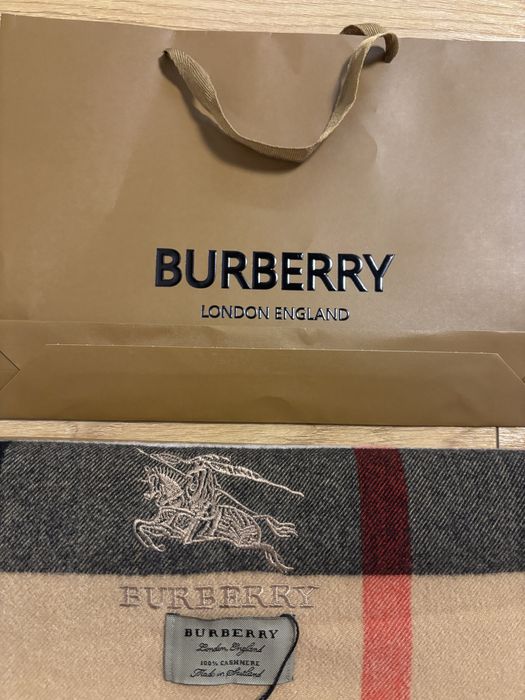 BURBERRY
LONDON ENGLAND
BURBERRY
BURBERRY
London, England
100% CASHMERE
Made in Scotland